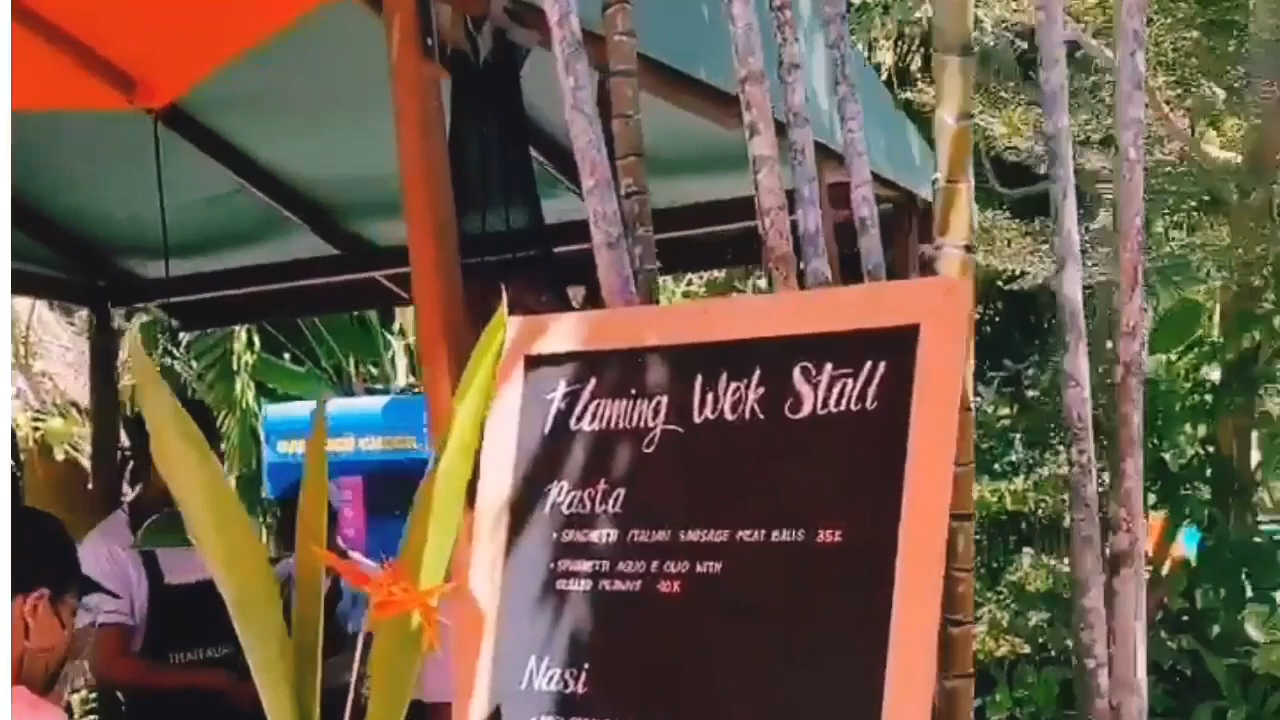 Flaming Wok Stall
Pasta
• SPAGHETTI ITALIAN SAUSAGE MEAT BALLS 35K
• SPAGHETTI AGLIO E OLIO WITH
GRILLED PRAWNS 40K
Nasi